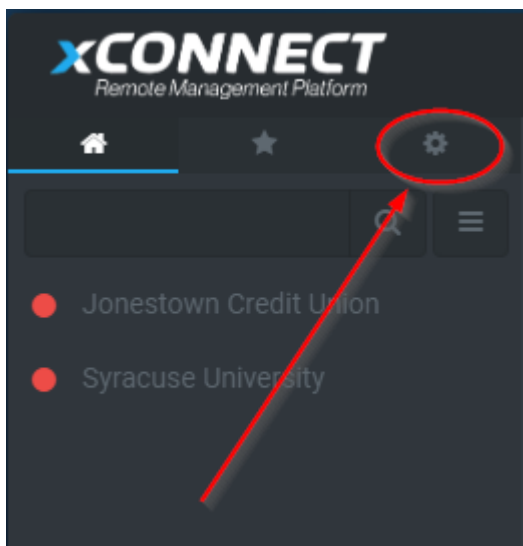 xCONNECT
Remote Management Platform
Jonestown Credit Union
Syracuse University